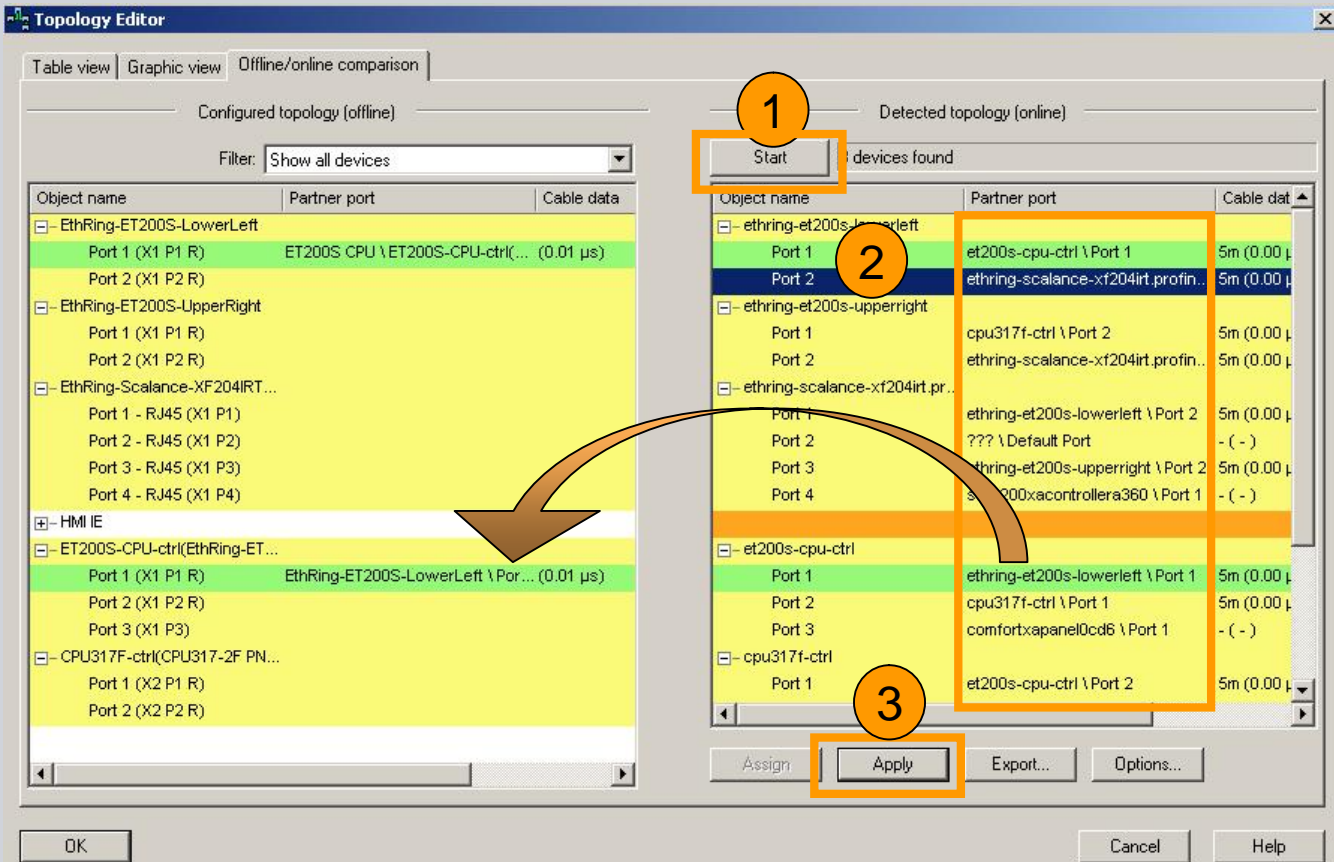 Topology Editor
Table view Graphic view Offline/online comparison
Configured topology (offline)
Filter: Show all devices
Object name Partner port Cable data
EthRing-ET200S-LowerLeft
Port 1 (X1 P1 R) ET200S CPU \ ET200S-CPU-ctrl(... (0.01 µs)
Port 2 (X1 P2 R)
EthRing-ET200S-UpperRight
Port 1 (X1 P1 R)
Port 2 (X1 P2 R)
EthRing-Scalance-XF204IRT...
Port 1 - RJ45 (X1 P1)
Port 2 - RJ45 (X1 P2)
Port 3 - RJ45 (X1 P3)
Port 4 - RJ45 (X1 P4)
HMI IE
ET200S-CPU-ctrl(EthRing-ET...
Port 1 (X1 P1 R) EthRing-ET200S-LowerLeft \ Por... (0.01 µs)
Port 2 (X1 P2 R)
Port 3 (X1 P3)
CPU317F-ctrl(CPU317-2F PN...
Port 1 (X2 P1 R)
Port 2 (X2 P2 R)
1
Detected topology (online)
Start devices found
Object name Partner port Cable dat
ethring-et200s-lowerleft
Port 1 et200s-cpu-ctrl \ Port 1 5m (0.00 µ
2
Port 2 ethring-scalance-xf204irt.profin... 5m (0.00 µ
ethring-et200s-upperright
Port 1 cpu317f-ctrl \ Port 2 5m (0.00 µ
Port 2 ethring-scalance-xf204irt.profin... 5m (0.00 µ
ethring-scalance-xf204irt.pr...
Port 1 ethring-et200s-lowerleft \ Port 2 5m (0.00 µ
Port 2 ??? \ Default Port - ( - )
Port 3 ethring-et200s-upperright \ Port 2 5m (0.00 µ
Port 4 \ Port 1 - ( - )
et200s-cpu-ctrl
Port 1 ethring-et200s-lowerleft \ Port 1 5m (0.00 µ
Port 2 cpu317f-ctrl \ Port 1 5m (0.00 µ
Port 3 comfortxapanel0cd6 \ Port 1 - ( - )
cpu317f-ctrl
Port 1 et200s-cpu-ctrl \ Port 2 5m (0.00 µ
3
Assign Apply Export... Options...
OK Cancel Help